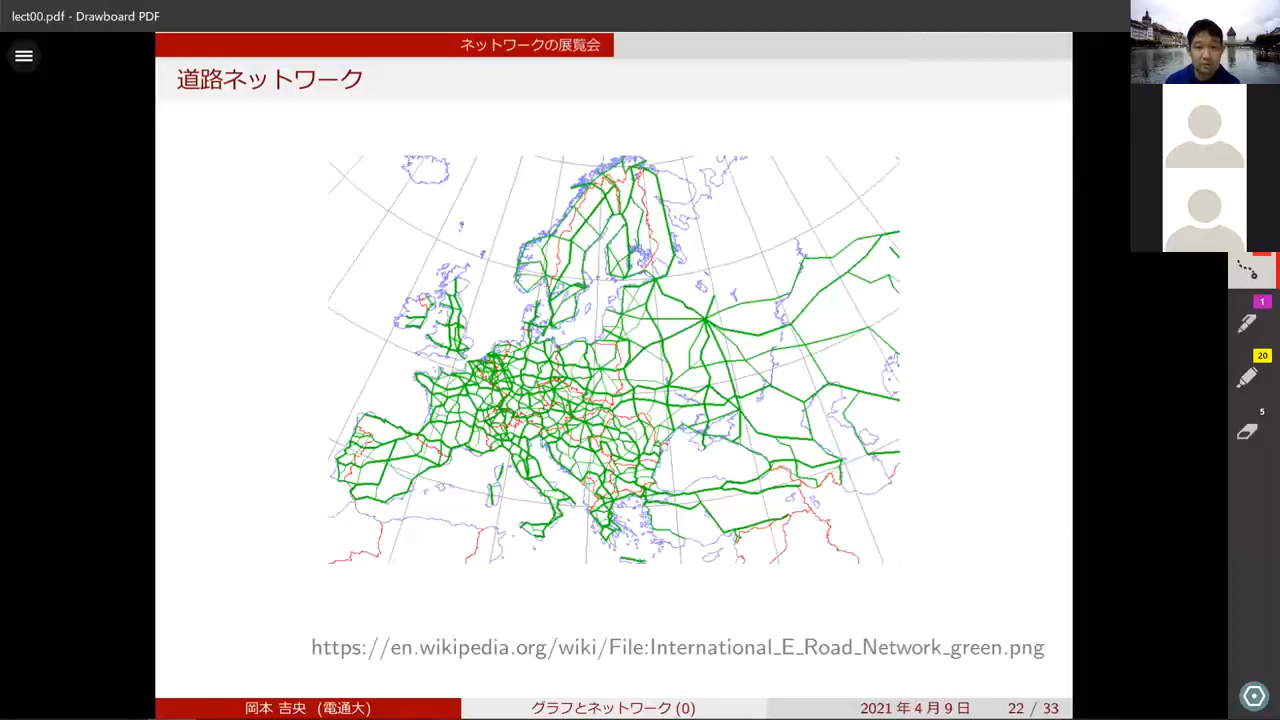 lect00.pdf - Drawboard PDF
ネットワークの展覧会
道路ネットワーク
1
20
5
https://en.wikipedia.org/wiki/File:International_E_Road_Network_green.png
岡本 吉央 (電通大)
グラフとネットワーク (0)
2021 年 4 月 9 日
22 / 33